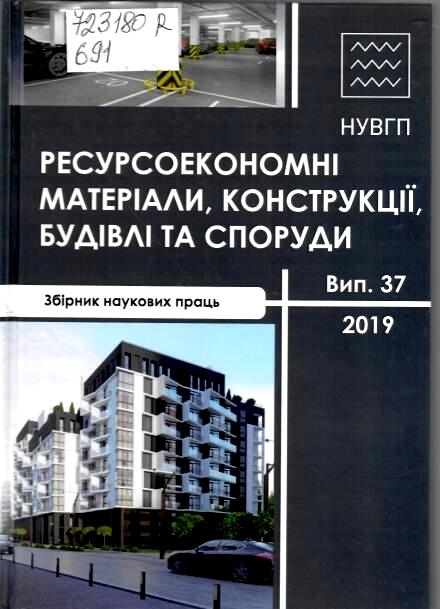 723180 R
691
НУВГП
РЕСУРСОЕКОНОМНІ
МАТЕРІАЛИ, КОНСТРУКЦІЇ,
БУДІВЛІ ТА СПОРУДИ
Вип. 37
Збірник наукових праць
2019